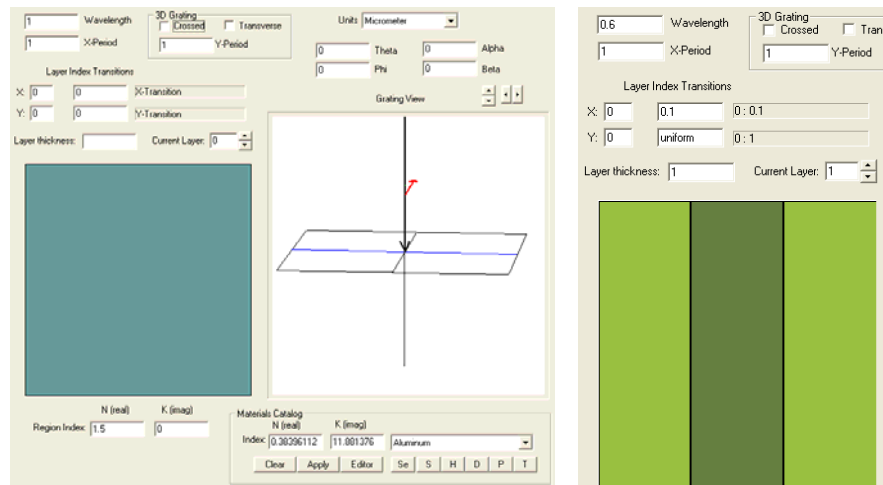 1 Wavelength
3D Grating
Crossed Transverse
1 X-Period
1 Y-Period
Units Micrometer
0 Theta 0 Alpha
0 Phi 0 Beta
Layer Index Transitions
X: 0 0 X-Transition
Y: 0 0 Y-Transition
Grating View
Layer thickness: Current Layer: 0
N (real) K (imag)
Region Index: 1.5 0
Materials Catalog
N (real) K (imag)
Index: 0.38396112 11.881376 Aluminum
Clear Apply Editor Se S H D P T
0.6 Wavelength
3D Grating
Crossed Tran
1 X-Period
1 Y-Period
Layer Index Transitions
X: 0 0.1 0 : 0.1
Y: 0 uniform 0 : 1
Layer thickness: 1 Current Layer: 1